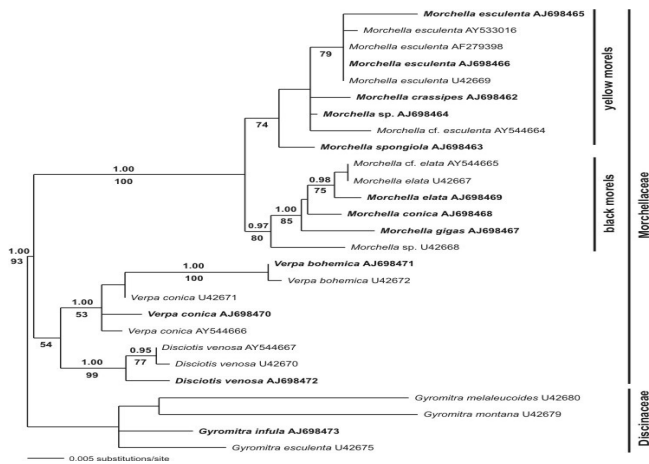 Morchella esculenta AJ698465
Morchella esculenta AY533016
79
Morchella esculenta AF279398
Morchella esculenta AJ698466
Morchella esculenta U42669
Morchella crassipes AJ698462
Morchella sp. AJ698464
74
Morchella cf. esculenta AY544664
Morchella spongiola AJ698463
yellow morels
1.00
100
Morchella cf. elata AY544665
0.98
Morchella elata U42667
75
Morchella elata AJ698469
1.00
Morchella conica AJ698468
85
0.97
Morchella gigas AJ698467
80
Morchella sp. U42668
black morels
Morchellaceae
1.00
93
1.00
Verpa bohemica AJ698471
100
Verpa bohemica U42672
Verpa conica U42671
1.00
53
Verpa conica AJ698470
Verpa conica AY544666
54
0.95
Disciotis venosa AY544667
77
Disciotis venosa U42670
1.00
99
Disciotis venosa AJ698472
Gyromitra melaleucoides U42680
Gyromitra montana U42679
Gyromitra infula AJ698473
Gyromitra esculenta U42675
Discinaceae
0.005 substitutions/site